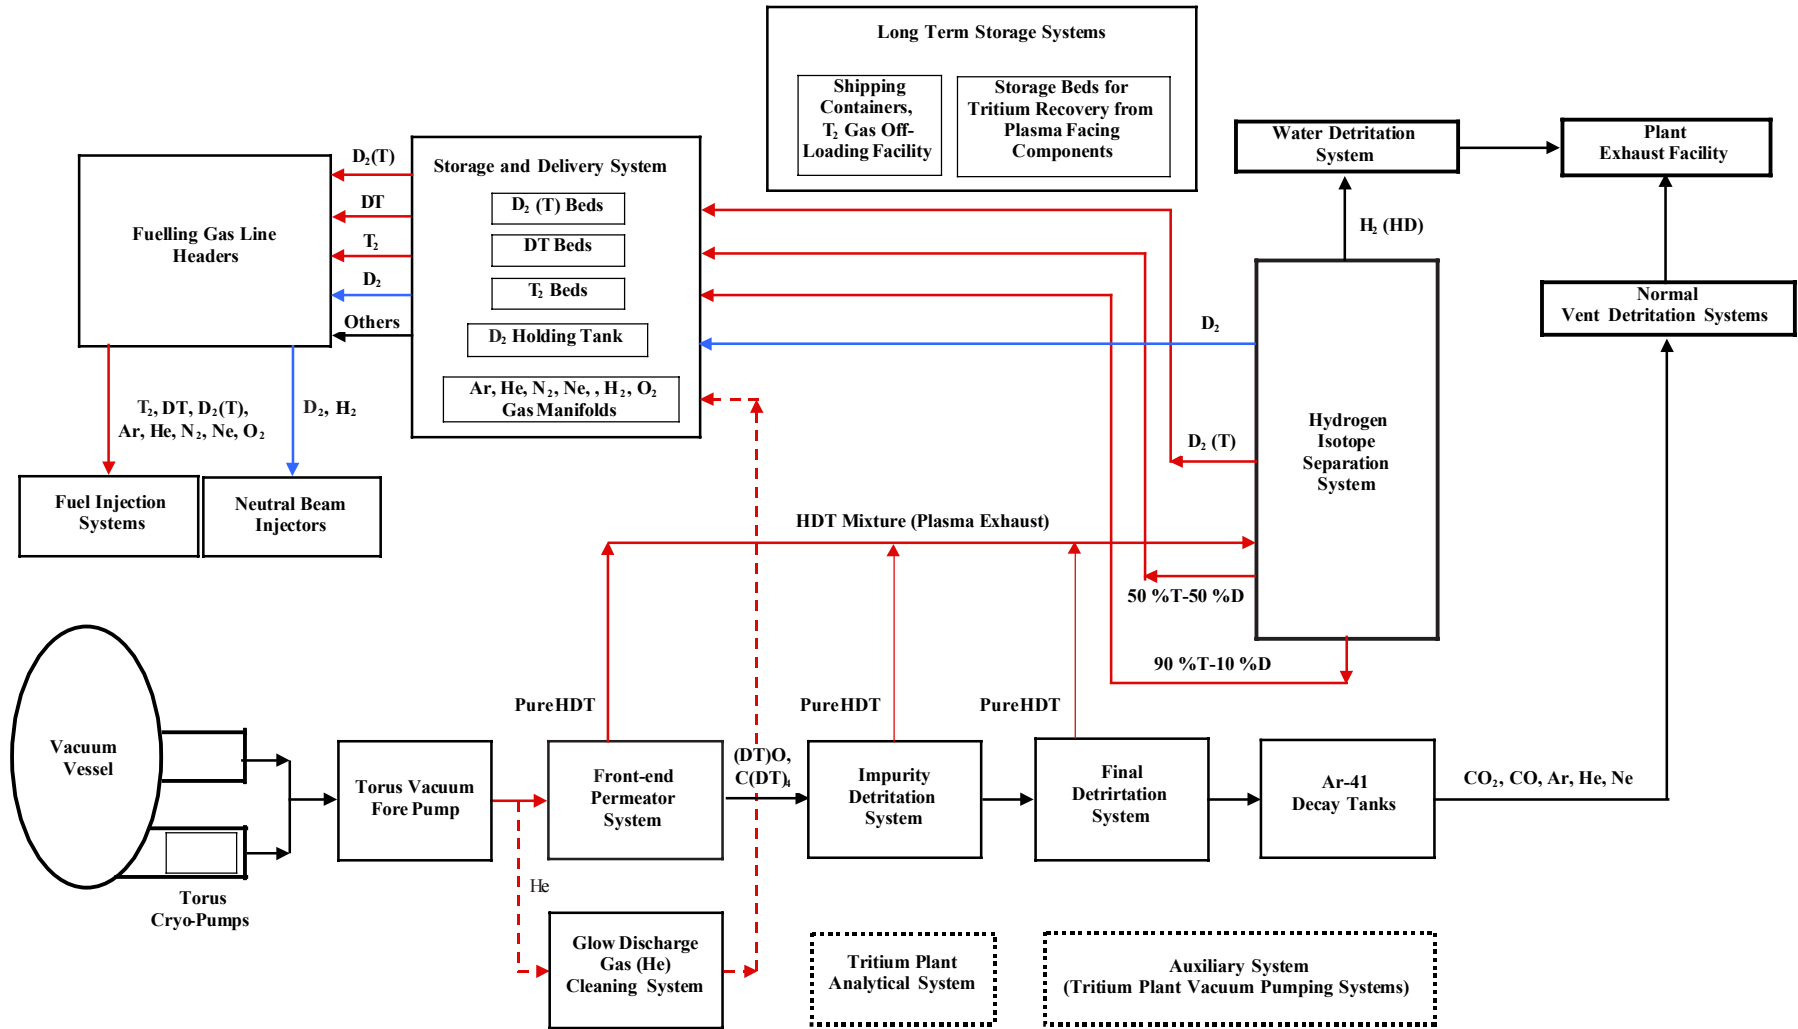 Long Term Storage Systems
Shipping
Containers,
T₂ Gas Off-
Loading Facility
Storage Beds for
Tritium Recovery from
Plasma Facing
Components
Water Detritation
System
Plant
Exhaust Facility
D₂(T)
DT
T₂
D₂
Others
Fuelling Gas Line
Headers
Storage and Delivery System
D₂ (T) Beds
DT Beds
T₂ Beds
D₂ Holding Tank
Ar, He, N₂, Ne, , H₂, O₂
Gas Manifolds
H₂ (HD)
Normal
Vent Detritation Systems
D₂
D₂ (T)
Hydrogen
Isotope
Separation
System
T₂, DT, D₂(T),
Ar, He, N₂, Ne, O₂
D₂, H₂
Fuel Injection
Systems
Neutral Beam
Injectors
HDT Mixture (Plasma Exhaust)
50 %T-50 %D
90 %T-10 %D
Pure HDT
Pure HDT
Pure HDT
Vacuum
Vessel
Torus Vacuum
Fore Pump
Front-end
Permeator
System
(DT)O,
C(DT)₄
Impurity
Detritation
System
Final
Detrirtation
System
Ar-41
Decay Tanks
CO₂, CO, Ar, He, Ne
Torus
Cryo-Pumps
He
Glow Discharge
Gas (He)
Cleaning System
Tritium Plant
Analytical System
Auxiliary System
(Tritium Plant Vacuum Pumping Systems)